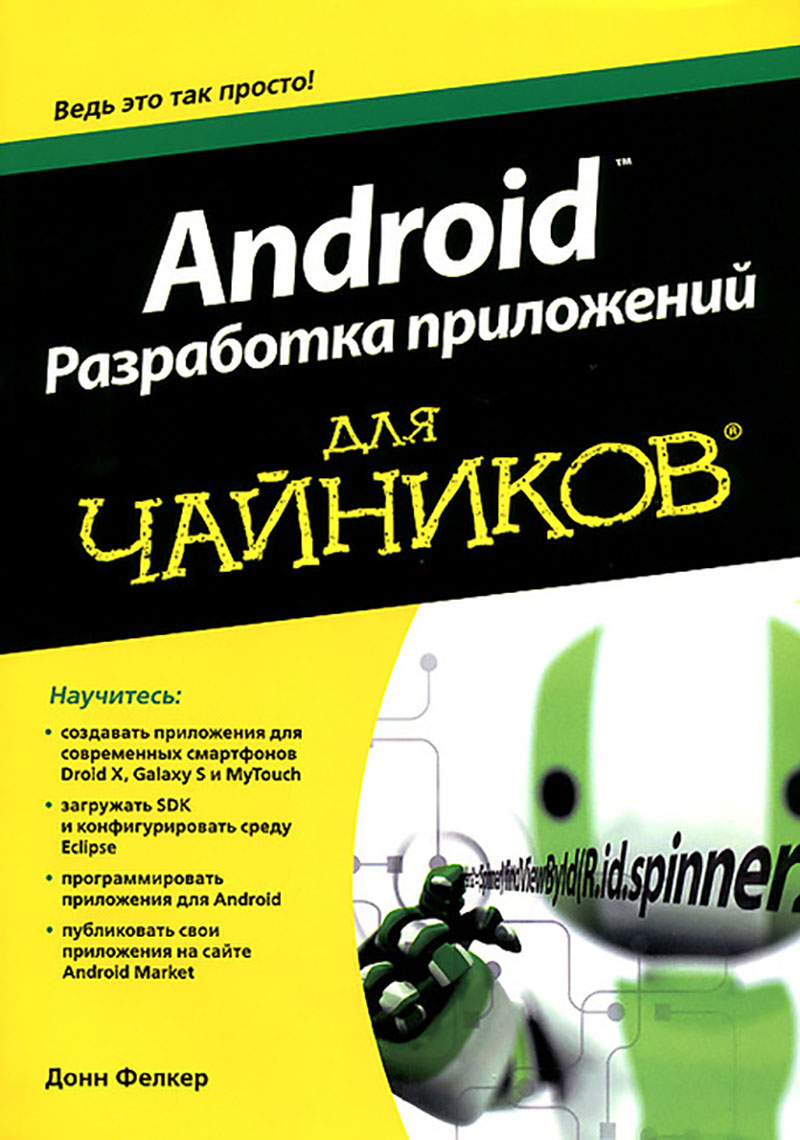 Ведь это так просто!
Android™
Разработка приложений
для
ЧАЙНИКОВ®
Научитесь:
• создавать приложения для
современных смартфонов
Droid X, Galaxy S и MyTouch
• загружать SDK
и конфигурировать среду
Eclipse
• программировать
приложения для Android
• публиковать свои
приложения на сайте
Android Market
(Spinner)findViewById(R.id.spinner
Донн Фелкер